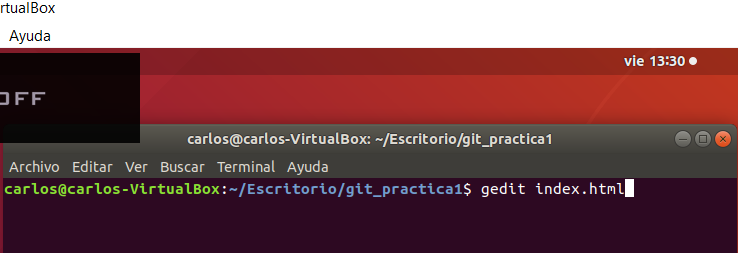 rtualBox
Ayuda
vie 13:30
OFF
carlos@carlos-VirtualBox: ~/Escritorio/git_practica1
Archivo Editar Ver Buscar Terminal Ayuda
carlos@carlos-VirtualBox:~/Escritorio/git_practica1$ gedit index.html